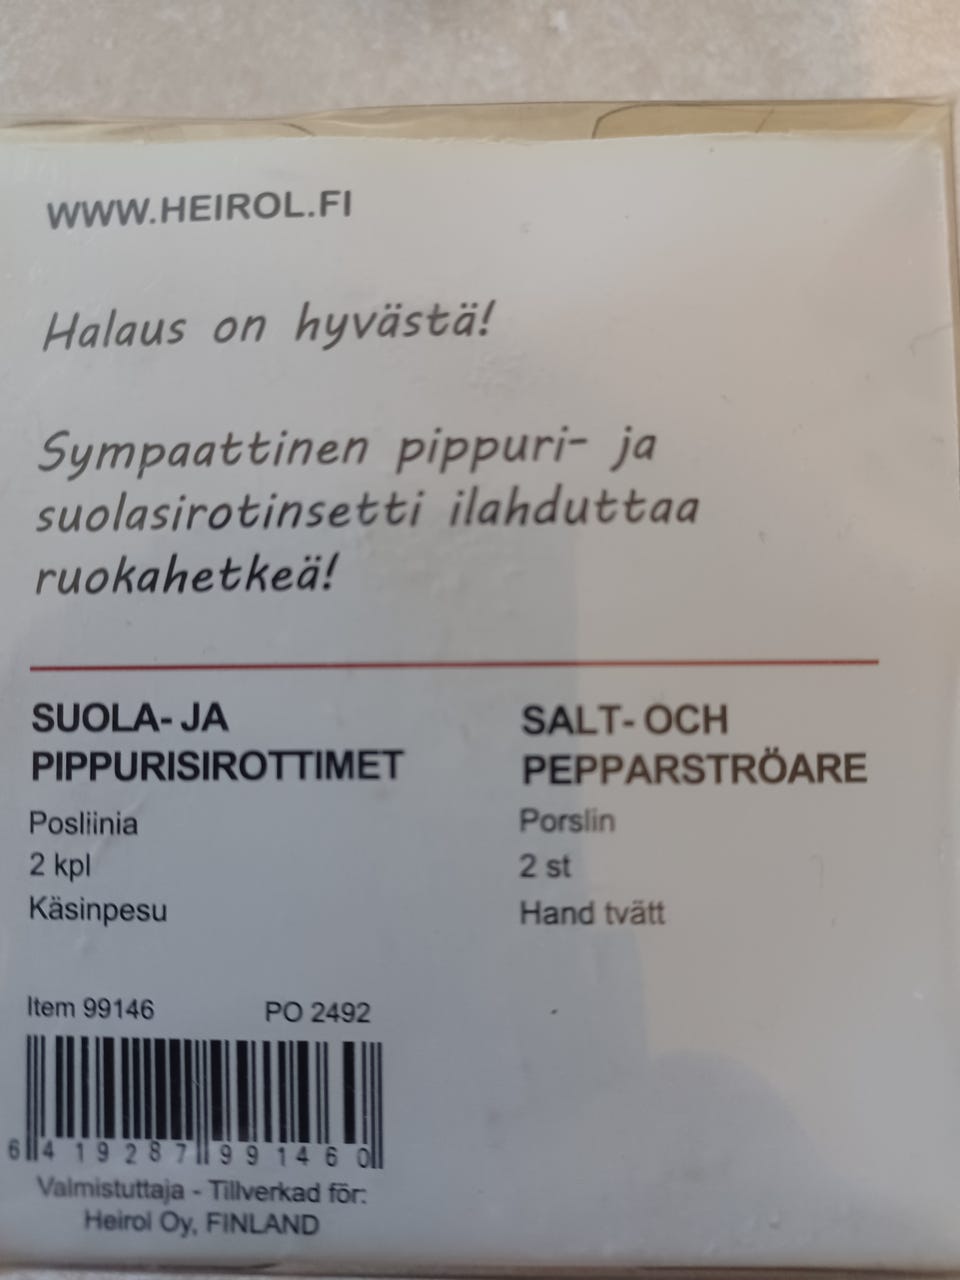 WWW.HEIROL.FI
Halaus on hyvästä!
Sympaattinen pippuri- ja
suolasirotinsetti ilahduttaa
ruokahetkeä!
SUOLA- JA
PIPPURISIROTTIMET
Posliinia
2 kpl
Käsinpesu
SALT- OCH
PEPPARSTRÖARE
Porslin
2 st
Hand tvätt
Item 99146 PO 2492
6 419287 991460
Valmistuttaja - Tillverkad för:
Heirol Oy, FINLAND